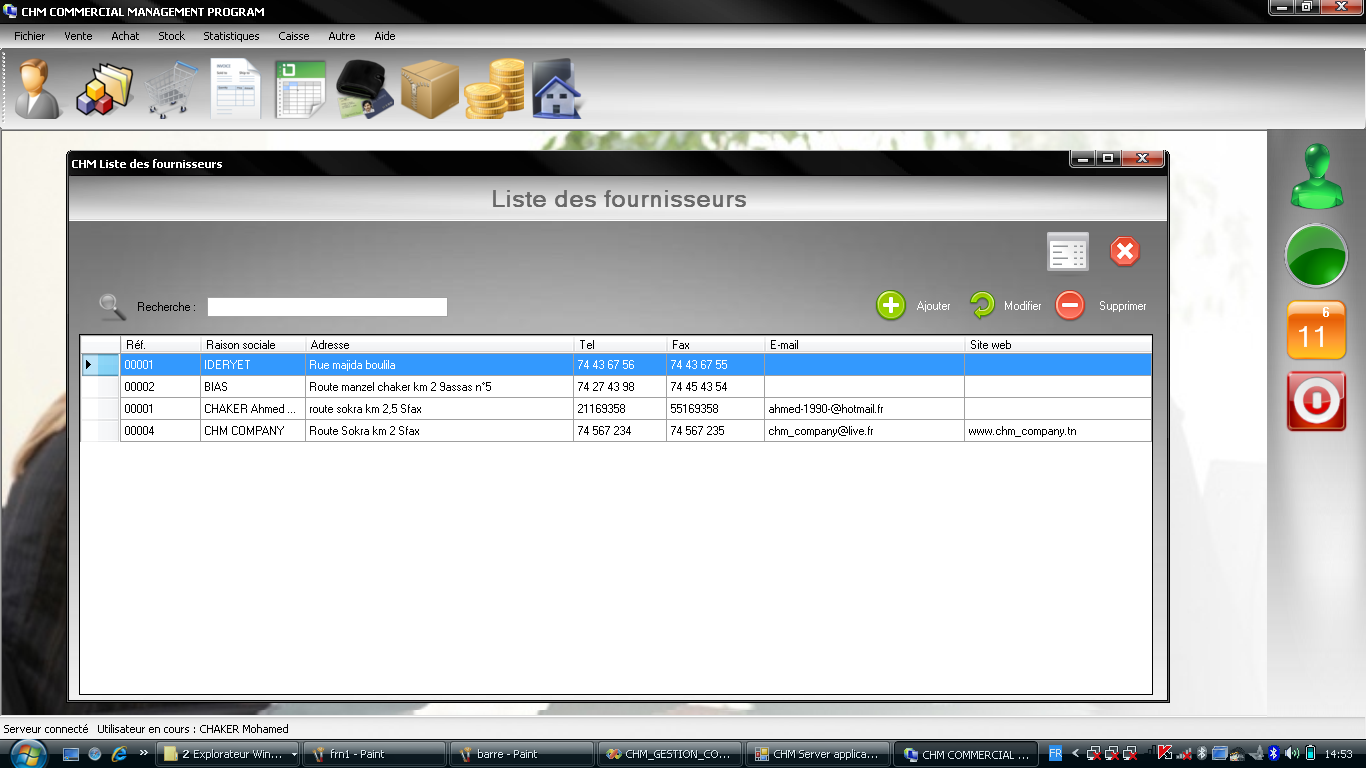 CHM COMMERCIAL MANAGEMENT PROGRAM
Fichier Vente Achat Stock Statistiques Caisse Autre Aide
INVOICE
CHM Liste des fournisseurs
Liste des fournisseurs
Recherche :
Ajouter Modifier Supprimer
6
11
Réf. Raison sociale Adresse Tel Fax E-mail Site web
00001 IDERYET Rue majida boulila 74 43 67 56 74 43 67 55
00002 BIAS Route manzel chaker km 2 9assas n°5 74 27 43 98 74 45 43 54
00001 CHAKER Ahmed ... route sokra km 2,5 Sfax 21169358 55169358 ahmed-1990-@hotmail.fr
00004 CHM COMPANY Route Sokra km 2 Sfax 74 567 234 74 567 235 chm_company@live.fr www.chm_company.tn
Serveur connecté Utilisateur en cours : CHAKER Mohamed
2 Explorateur Win... frn1 - Paint barre - Paint CHM_GESTION_CO... CHM Server applica... CHM COMMERCIAL ... FR 14:53